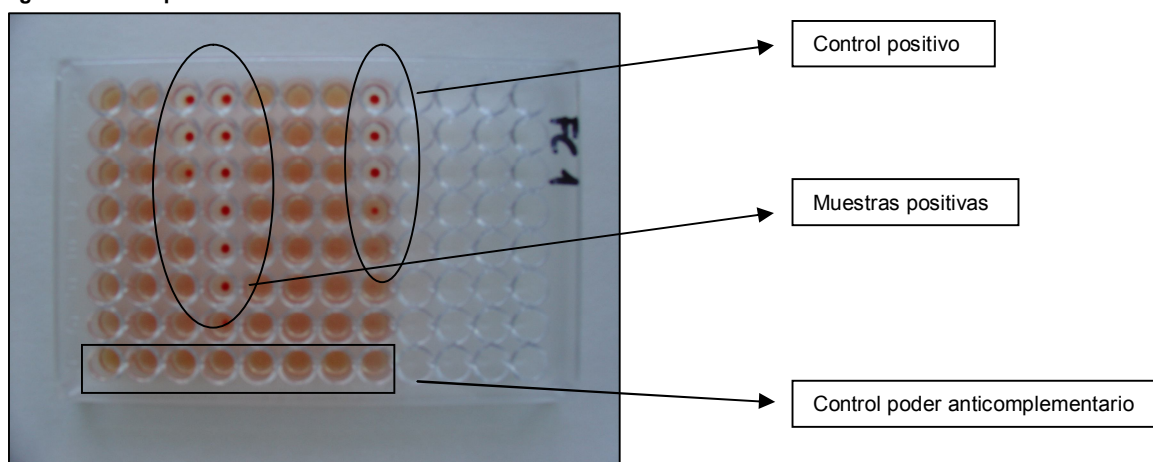 Control positivo
FC.1
Muestras positivas
Control poder anticomplementario